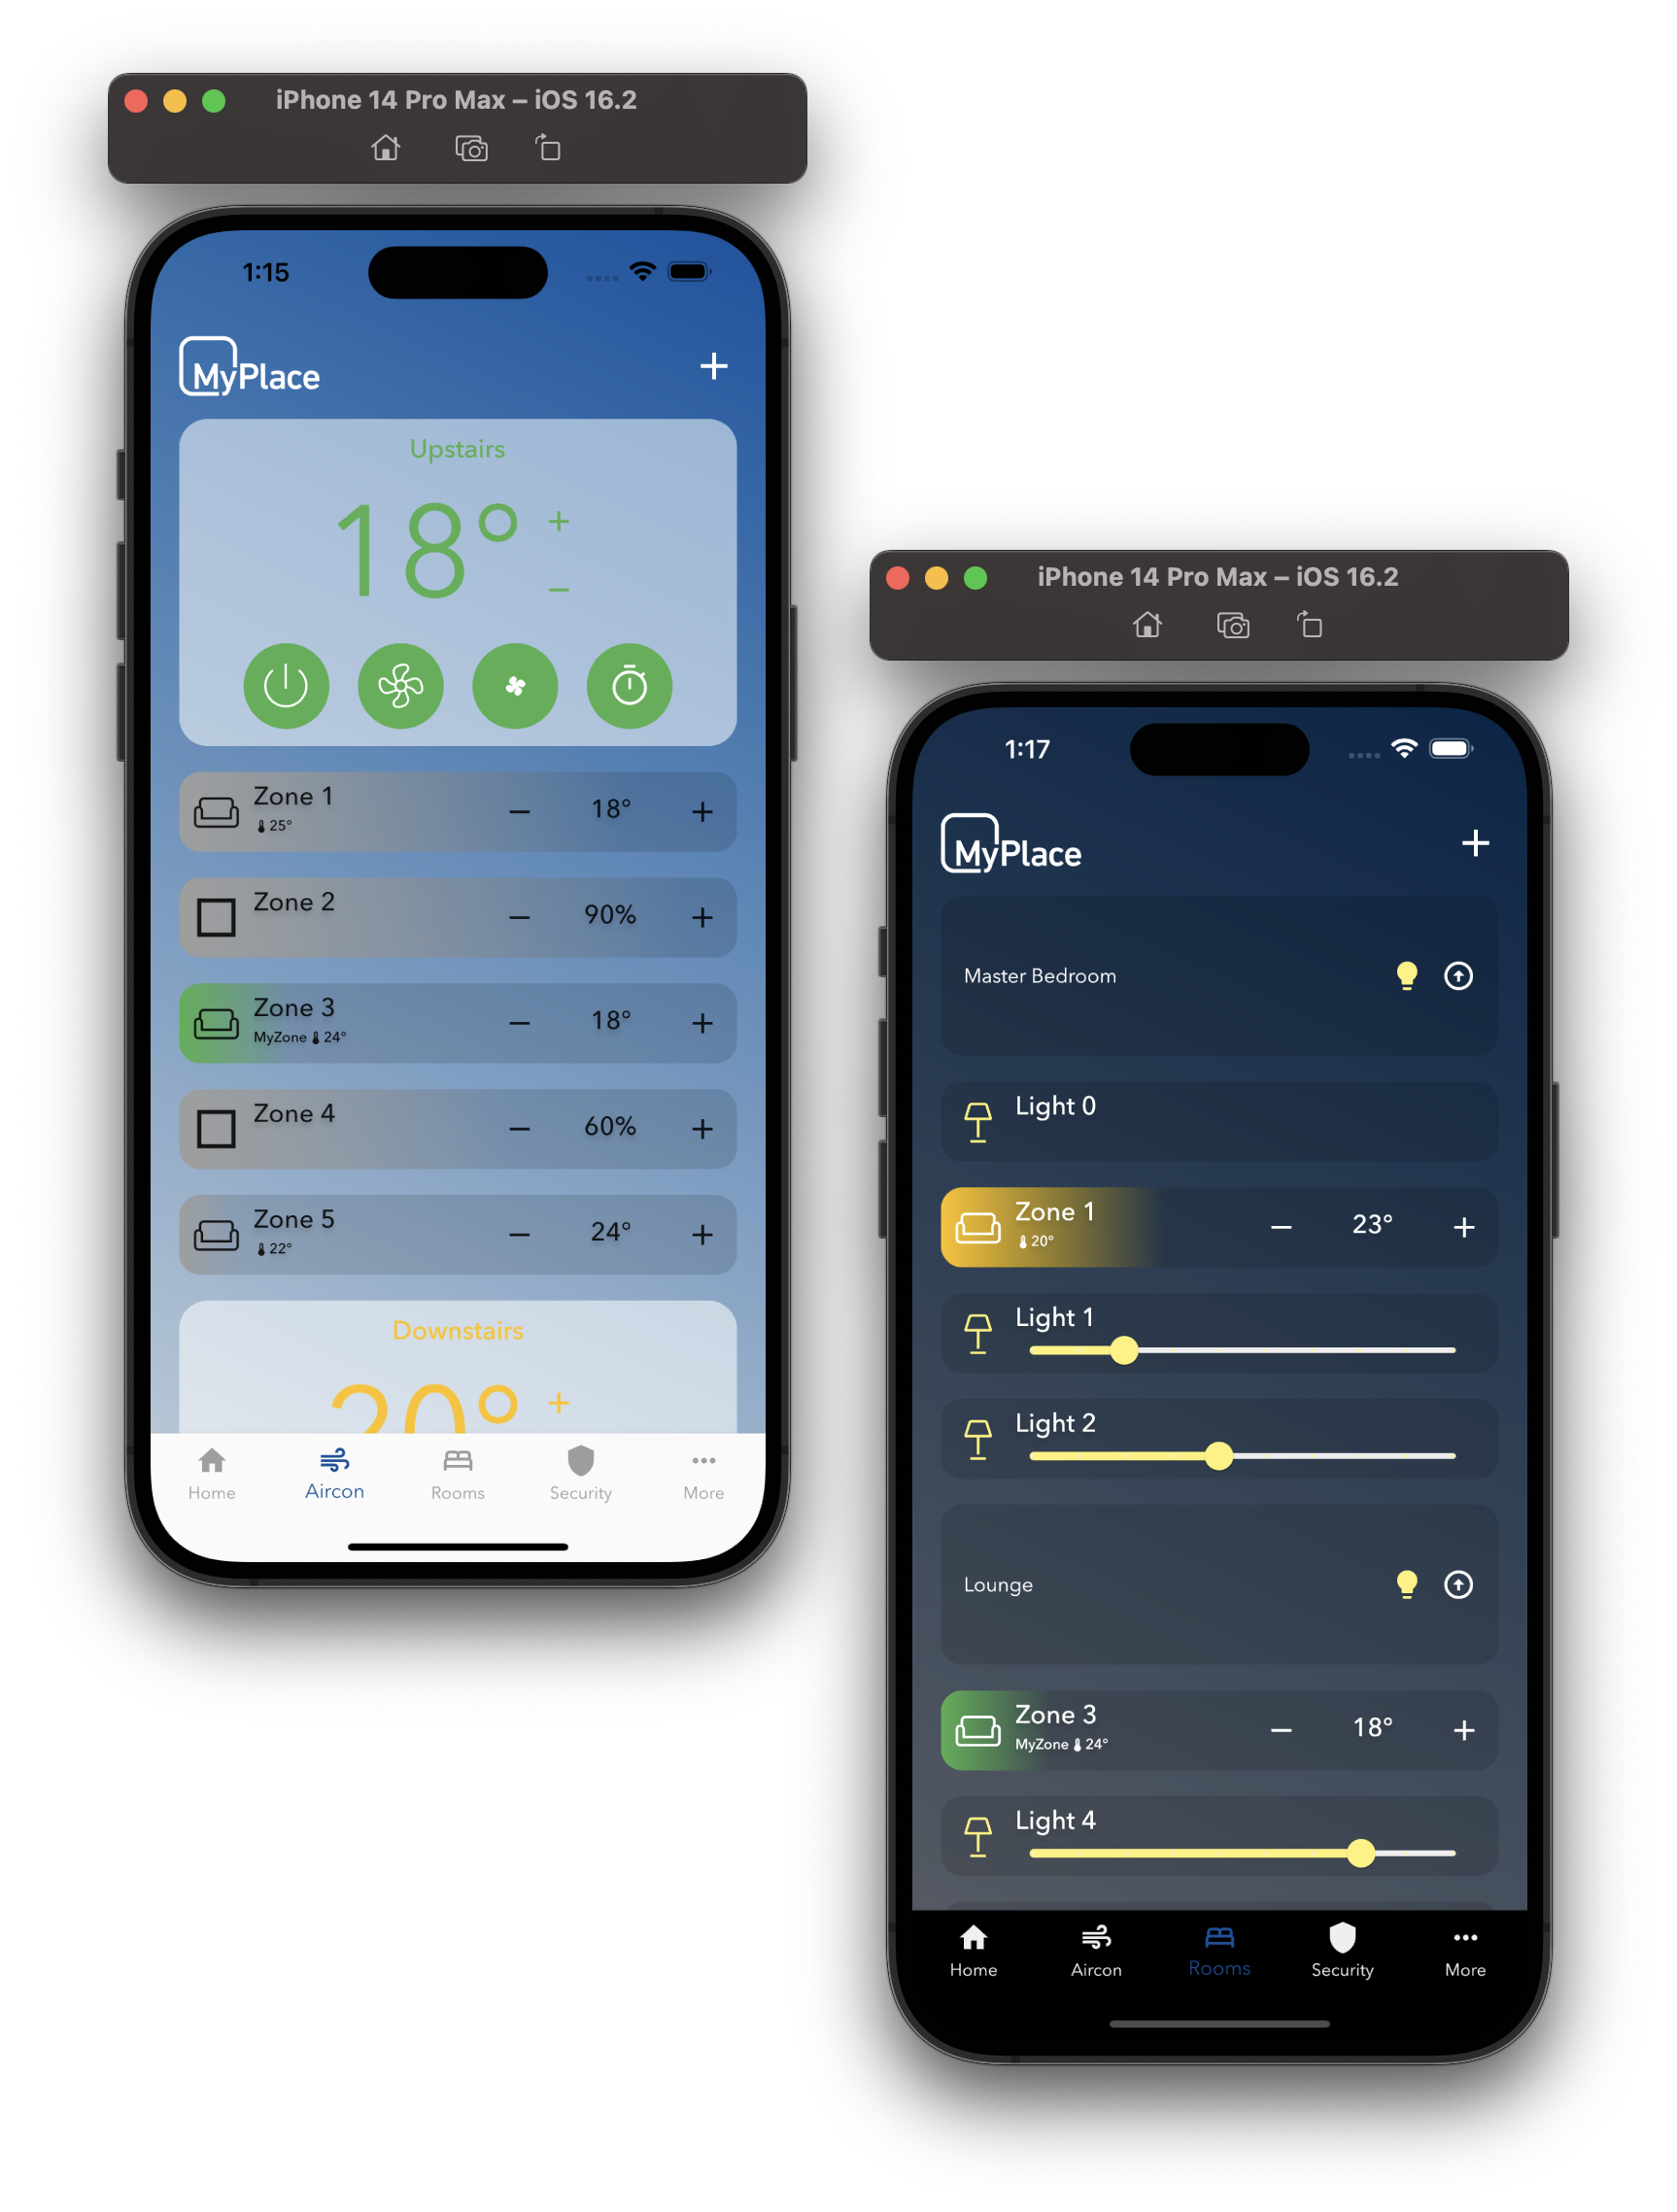 iPhone 14 Pro Max – iOS 16.2
1:15
MyPlace
+
Upstairs
18° +
−
Zone 1
25°
− 18° +
Zone 2
− 90% +
Zone 3
MyZone 24°
− 18° +
Zone 4
− 60% +
Zone 5
22°
− 24° +
Downstairs
20° +
Home Aircon Rooms Security More
iPhone 14 Pro Max – iOS 16.2
1:17
MyPlace
+
Master Bedroom
Light 0
Zone 1
20°
− 23° +
Light 1
Light 2
Lounge
Zone 3
MyZone 24°
− 18° +
Light 4
Home Aircon Rooms Security More